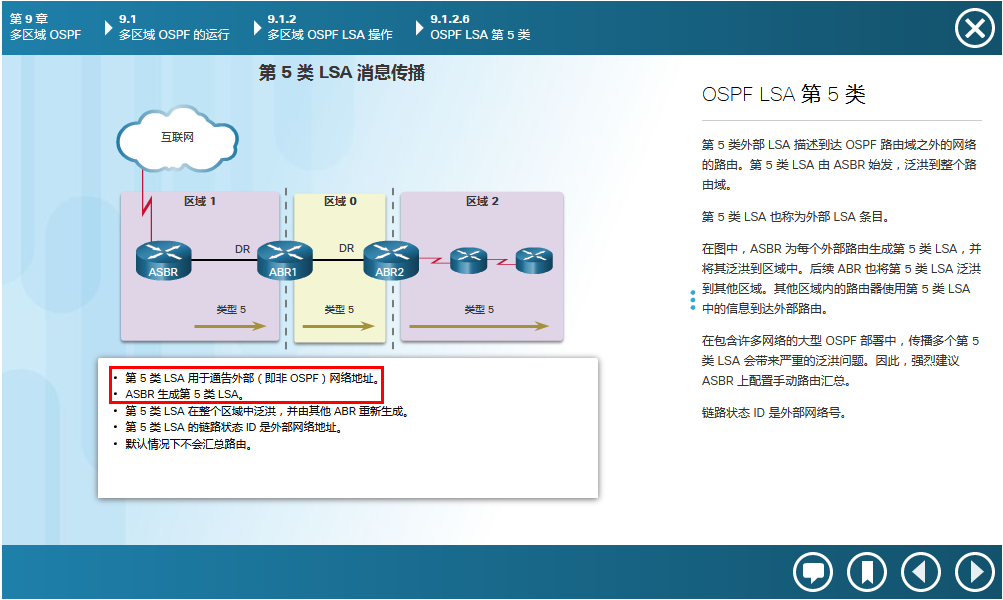 第 9 章
多区域 OSPF
9.1
多区域 OSPF 的运行
9.1.2
多区域 OSPF LSA 操作
9.1.2.6
OSPF LSA 第 5 类
第 5 类 LSA 消息传播
互联网
区域 1
区域 0
区域 2
DR
DR
ASBR
ABR1
ABR2
类型 5
类型 5
类型 5
• 第 5 类 LSA 用于通告外部（即非 OSPF）网络地址。
• ASBR 生成第 5 类 LSA。
• 第 5 类 LSA 在整个区域中泛洪，并由其他 ABR 重新生成。
• 第 5 类 LSA 的链路状态 ID 是外部网络地址。
• 默认情况下不会汇总路由。
OSPF LSA 第 5 类
第 5 类外部 LSA 描述到达 OSPF 路由域之外的网络
的路由。第 5 类 LSA 由 ASBR 始发，泛洪到整个路
由域。
第 5 类 LSA 也称为外部 LSA 条目。
在图中，ASBR 为每个外部路由生成第 5 类 LSA，并
将其泛洪到区域中。后续 ABR 也将第 5 类 LSA 泛洪
到其他区域。其他区域内的路由器使用第 5 类 LSA
中的信息到达外部路由。
在包含许多网络的大型 OSPF 部署中，传播多个第 5
类 LSA 会带来严重的泛洪问题。因此，强烈建议
ASBR 上配置手动路由汇总。
链路状态 ID 是外部网络号。